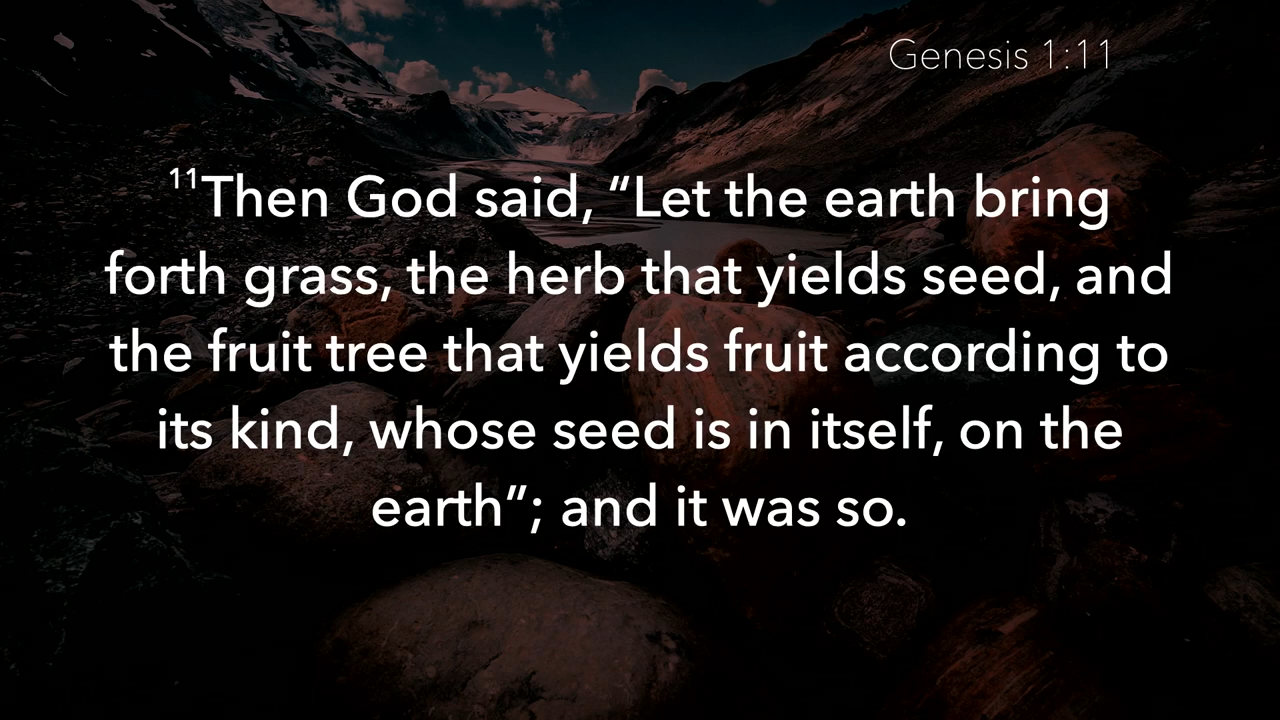 Genesis 1:11
11Then God said, “Let the earth bring
forth grass, the herb that yields seed, and
the fruit tree that yields fruit according to
its kind, whose seed is in itself, on the
earth”; and it was so.